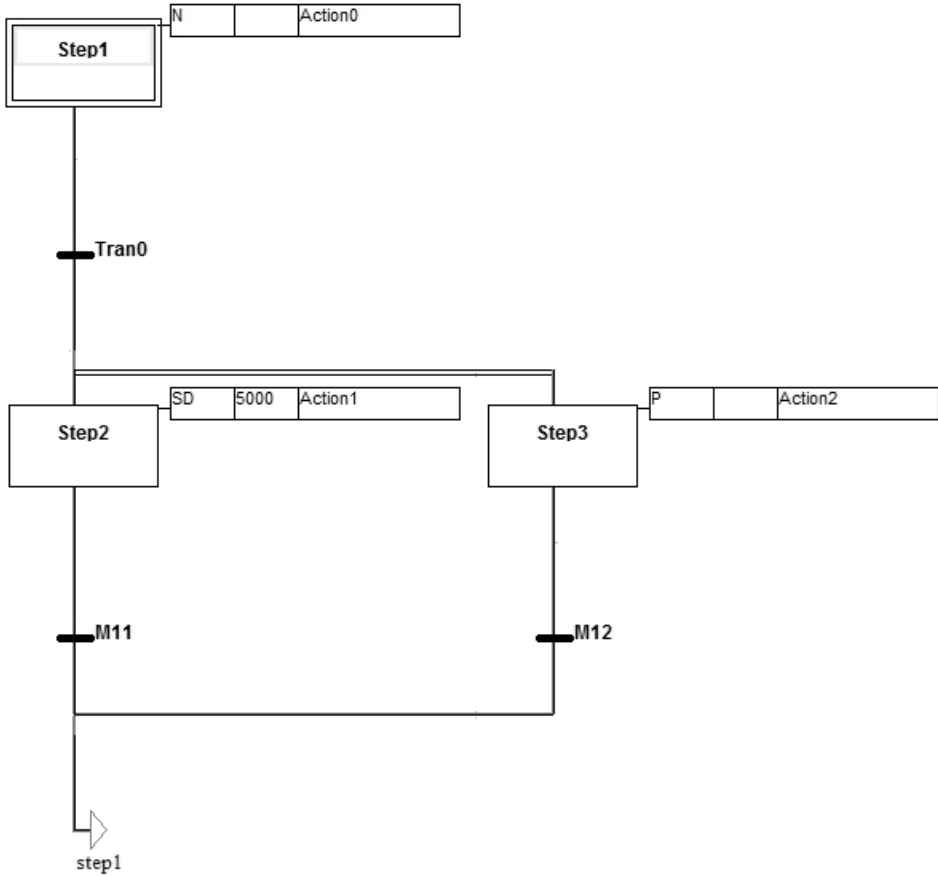 N Action0
Step1
Tran0
SD 5000 Action1
P Action2
Step2
Step3
M11
M12
step1